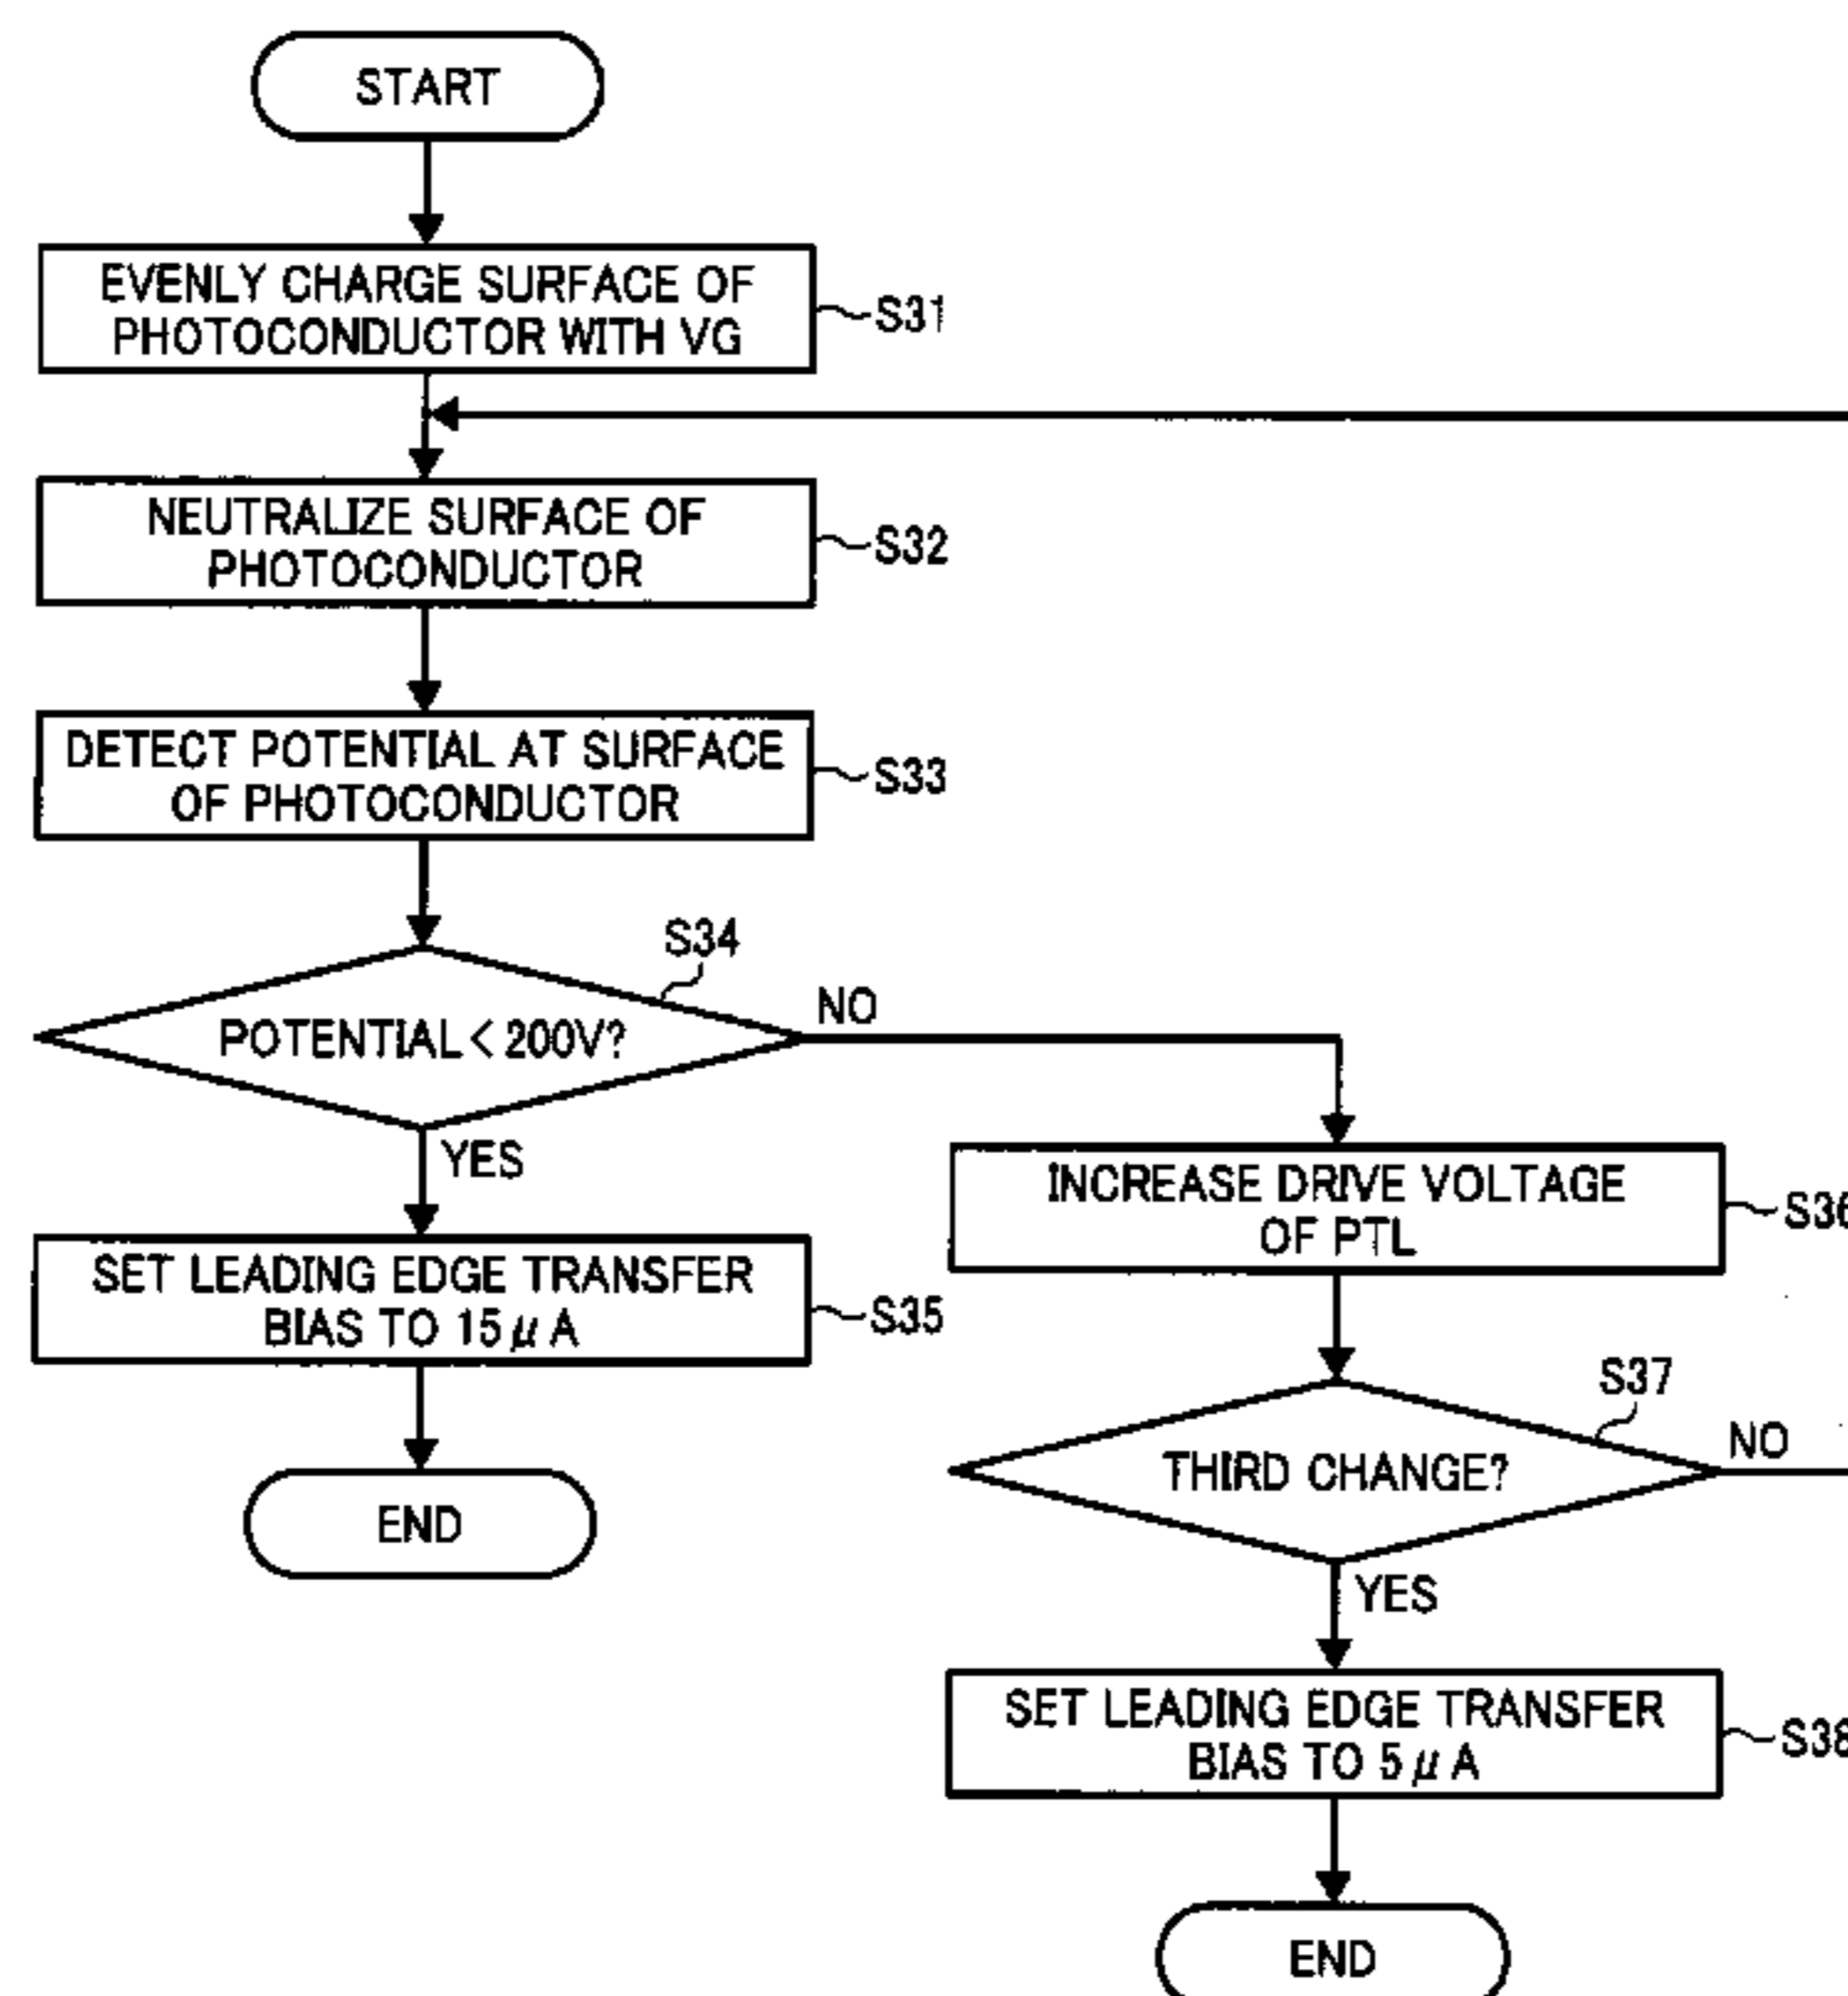 START
EVENLY CHARGE SURFACE OF
PHOTOCONDUCTOR WITH VG
S31
NEUTRALIZE SURFACE OF
PHOTOCONDUCTOR
S32
DETECT POTENTIAL AT SURFACE
OF PHOTOCONDUCTOR
S33
S34
POTENTIAL < 200V?
NO
YES
SET LEADING EDGE TRANSFER
BIAS TO 15 μ A
S35
END
INCREASE DRIVE VOLTAGE
OF PTL
S36
S37
THIRD CHANGE?
NO
YES
SET LEADING EDGE TRANSFER
BIAS TO 5 μ A
S38
END